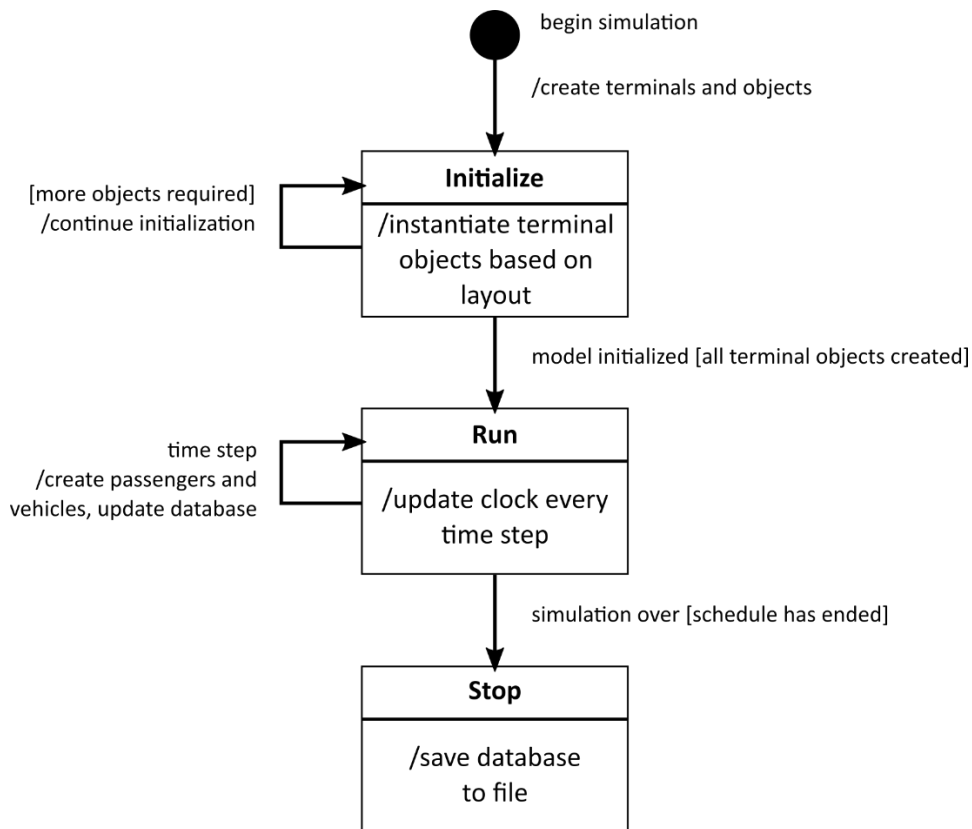 begin simulation
/create terminals and objects
Initialize
[more objects required]
/continue initialization
/instantiate terminal
objects based on
layout
model initialized [all terminal objects created]
Run
time step
/create passengers and
vehicles, update database
/update clock every
time step
simulation over [schedule has ended]
Stop
/save database
to file